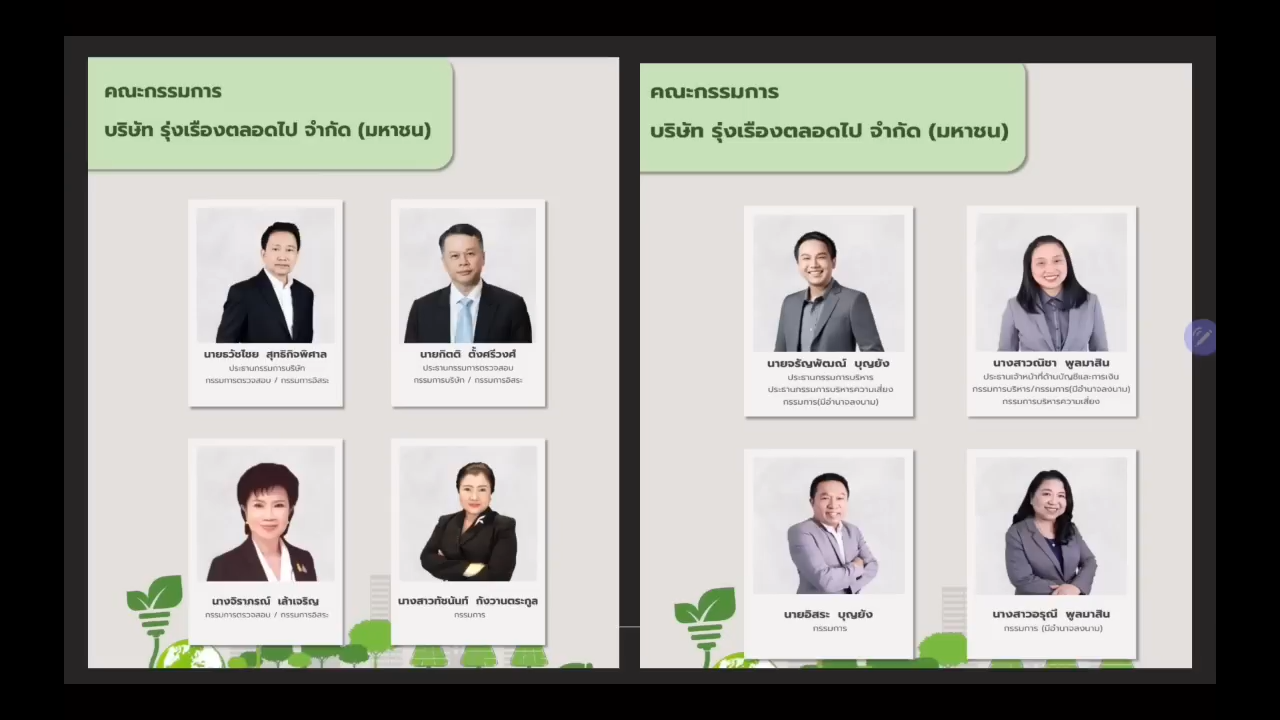 คณะกรรมการ
บริษัท รุ่งเรืองตลอดไป จำกัด (มหาชน)
นายธวัชไชย สุทธิกิจพิศาล
ประธานกรรมการบริษัท
กรรมการตรวจสอบ / กรรมการอิสระ
นายกิตติ ตั้งศรีวงศ์
ประธานกรรมการตรวจสอบ
กรรมการบริษัท / กรรมการอิสระ
นางจิราภรณ์ เล้าเจริญ
กรรมการตรวจสอบ / กรรมการอิสระ
นางสาวกัชนันท์ ถังวานตระกูล
กรรมการ
คณะกรรมการ
บริษัท รุ่งเรืองตลอดไป จำกัด (มหาชน)
นายจรัญพัฒณ์ บุญยัง
ประธานกรรมการบริหาร
ประธานกรรมการบริหารความเสี่ยง
กรรมการ(มีอำนาจลงนาม)
นางสาวณิชา พูลมาสิน
ประธานเจ้าหน้าที่ด้านบัญชีและการเงิน
กรรมการบริหาร/กรรมการ(มีอำนาจลงนาม)
กรรมการบริหารความเสี่ยง
นายอิสระ บุญยัง
กรรมการ
นางสาวอรุณี พูลมาสิน
กรรมการ (มีอำนาจลงนาม)